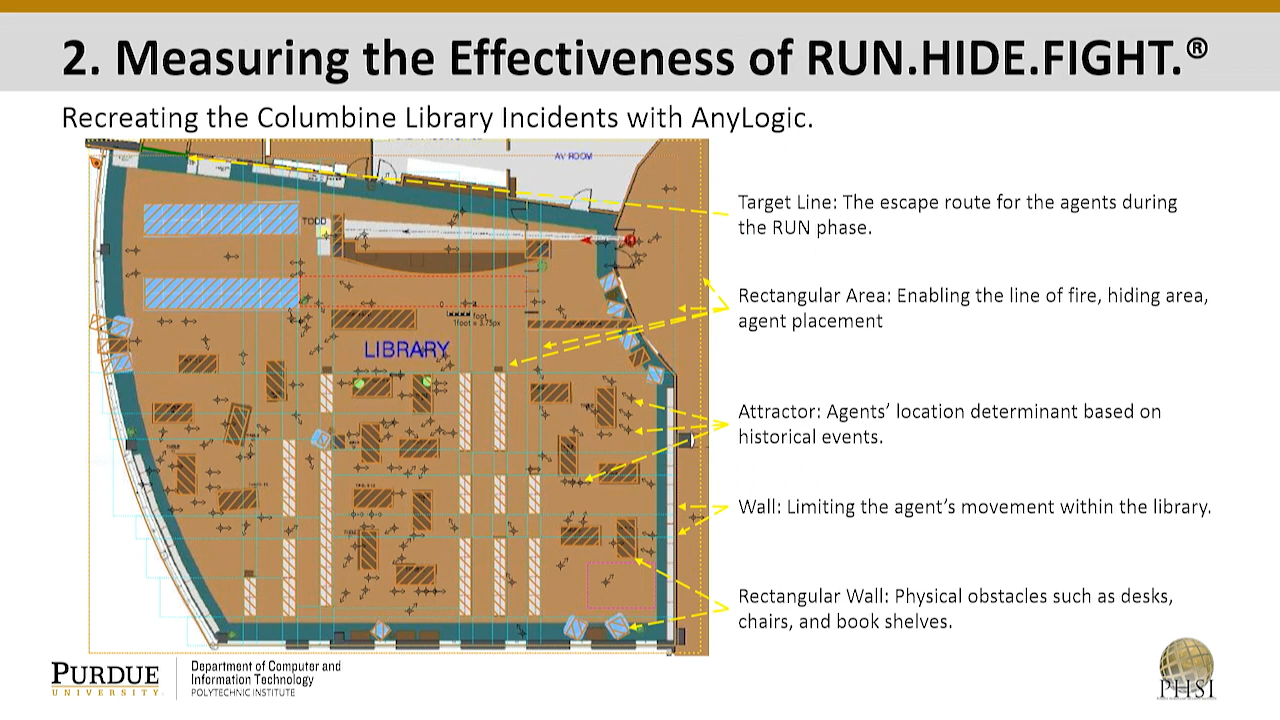 2. Measuring the Effectiveness of RUN.HIDE.FIGHT.®
Recreating the Columbine Library Incidents with AnyLogic.
AV ROOM
TODD
foot
1foot = 3.75px
LIBRARY
Target Line: The escape route for the agents during
the RUN phase.
Rectangular Area: Enabling the line of fire, hiding area,
agent placement
Attractor: Agents’ location determinant based on
historical events.
Wall: Limiting the agent’s movement within the library.
Rectangular Wall: Physical obstacles such as desks,
chairs, and book shelves.
PURDUE
UNIVERSITY
Department of Computer and
Information Technology
POLYTECHNIC INSTITUTE
PHSI